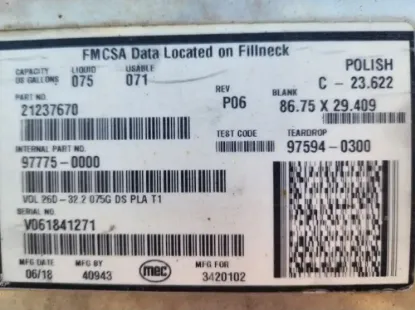 FMCSA Data Located on Fillneck
CAPACITY US GALLONS LIQUID 075 USABLE 071
POLISH
C - 23.622
PART NO.
21237670
REV
P06
BLANK
86.75 X 29.409
TEST CODE
TEARDROP
97594-0300
INTERNAL PART NO.
97775-0000
VOL 26D-32.2 075G DS PLA T1
SERIAL NO.
V061841271
MFG DATE
06/18
MFG BY
40943
mec
MFG FOR
3420102